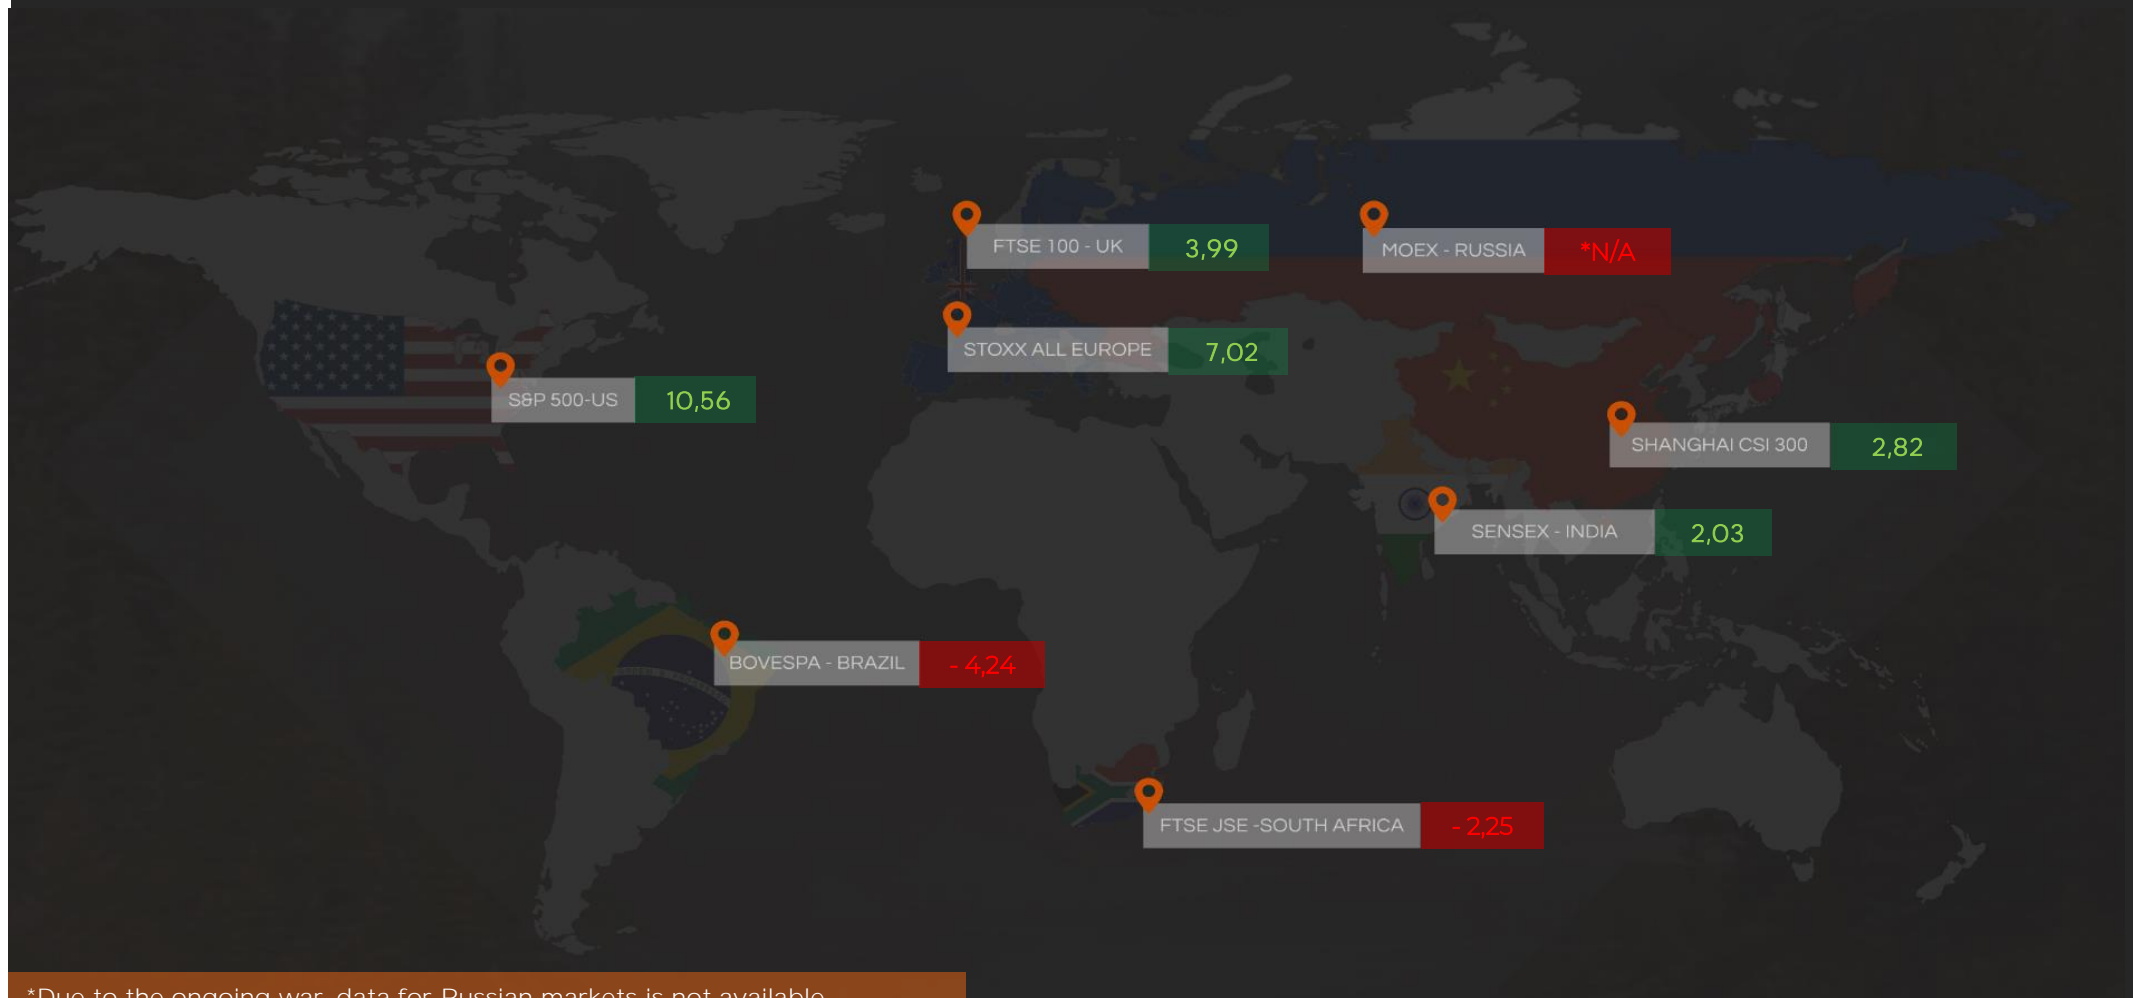 FTSE 100 - UK 3,99
MOEX - RUSSIA *N/A
STOXX ALL EUROPE 7,02
S&P 500-US 10,56
SHANGHAI CSI 300 2,82
SENSEX - INDIA 2,03
BOVESPA - BRAZIL - 4,24
FTSE JSE -SOUTH AFRICA - 2,25
*Due to the ongoing war, data for Russian markets is not available